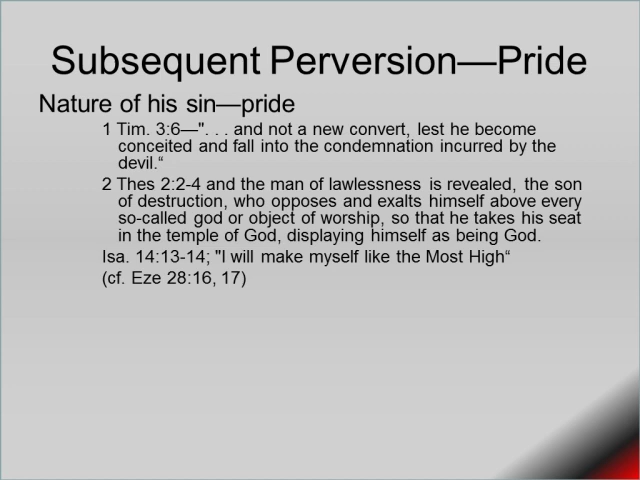 Subsequent Perversion—Pride
Nature of his sin—pride
1 Tim. 3:6—". . . and not a new convert, lest he become
conceited and fall into the condemnation incurred by the
devil.“
2 Thes 2:2-4 and the man of lawlessness is revealed, the son
of destruction, who opposes and exalts himself above every
so-called god or object of worship, so that he takes his seat
in the temple of God, displaying himself as being God.
Isa. 14:13-14; "I will make myself like the Most High“
(cf. Eze 28:16, 17)